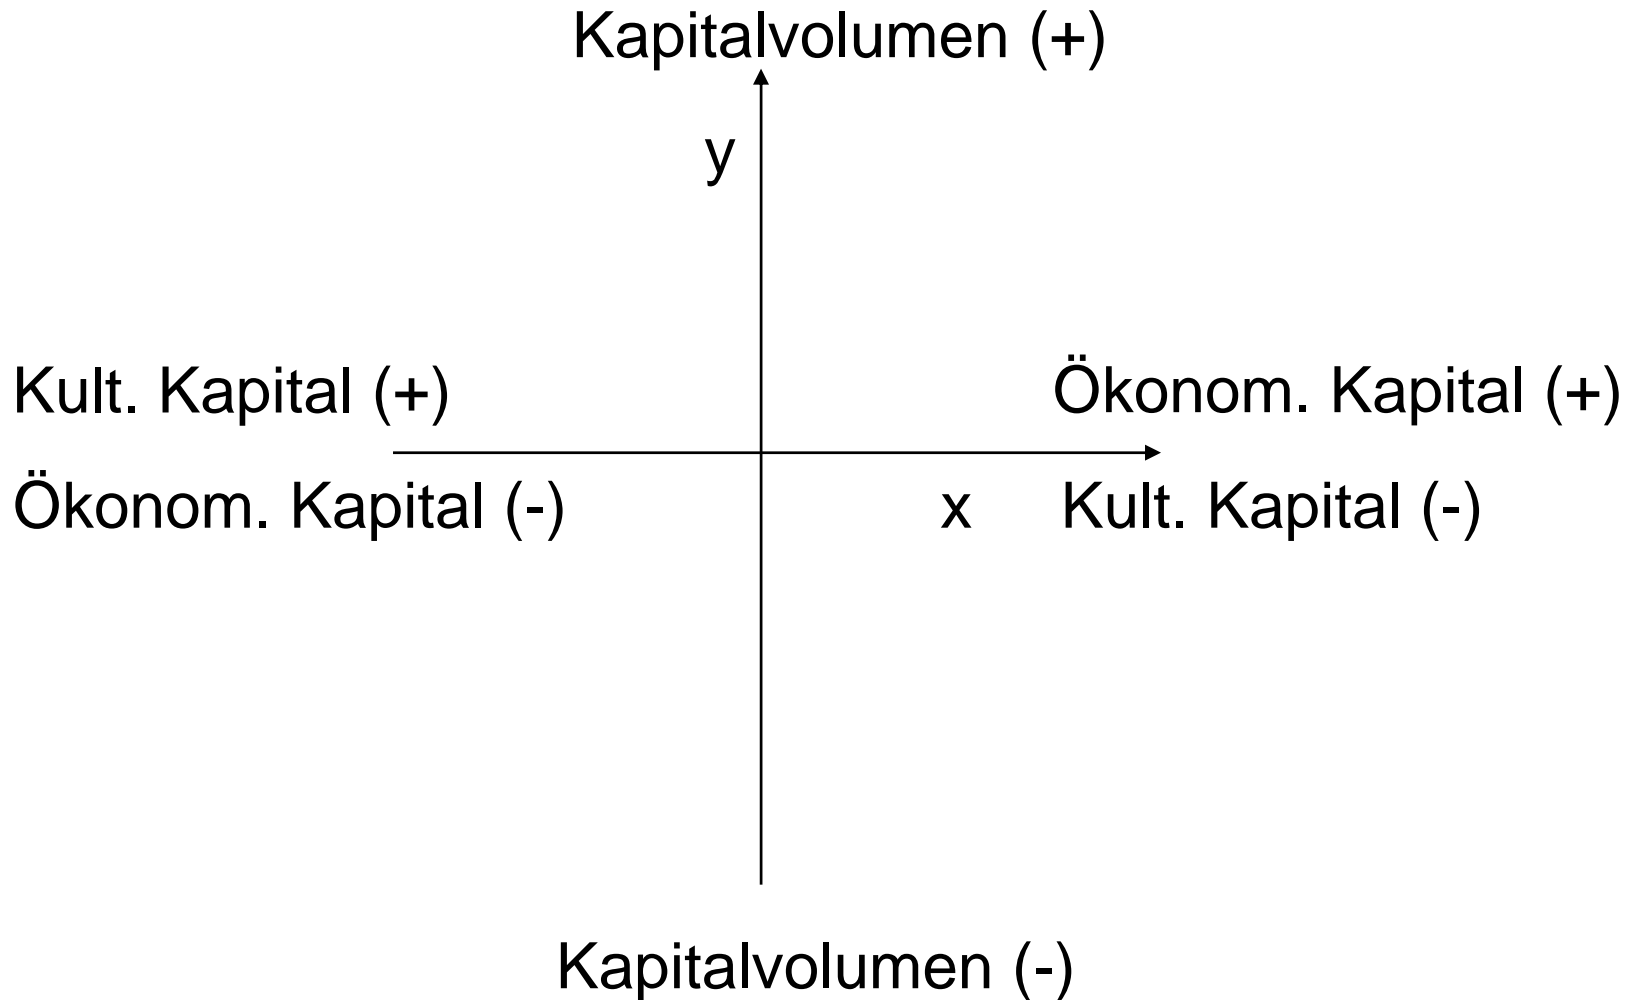 Kapitalvolumen (+)
y
Kult. Kapital (+)
Ökonom. Kapital (+)
Ökonom. Kapital (-)
x
Kult. Kapital (-)
Kapitalvolumen (-)